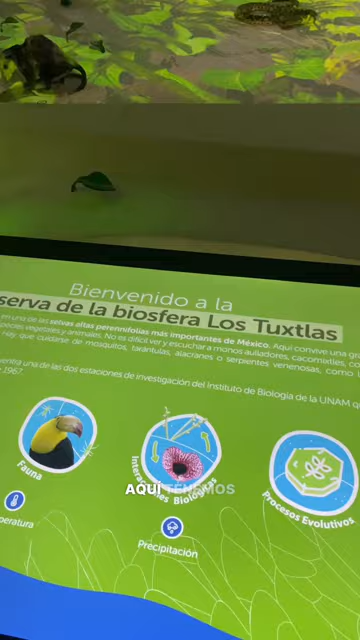 Bienvenido a la
serva de la biosfera Los Tuxtlas
en una de las selvas altas perennifolias más importantes de México. Aquí convive una gra
species vegetales y animales. No es difícil ver y escuchar a monos aulladores, cacomixtles, co
hay que cuidarse de mosquitos, tarántulas, alacranes o serpientes venenosas, como l
uentra una de las dos estaciones de investigación del Instituto de Biología de la UNAM q
1967
Fauna
Interacciones Biológicas
Procesos Evolutivos
AQUÍ TENEMOS
peratura
Precipitación